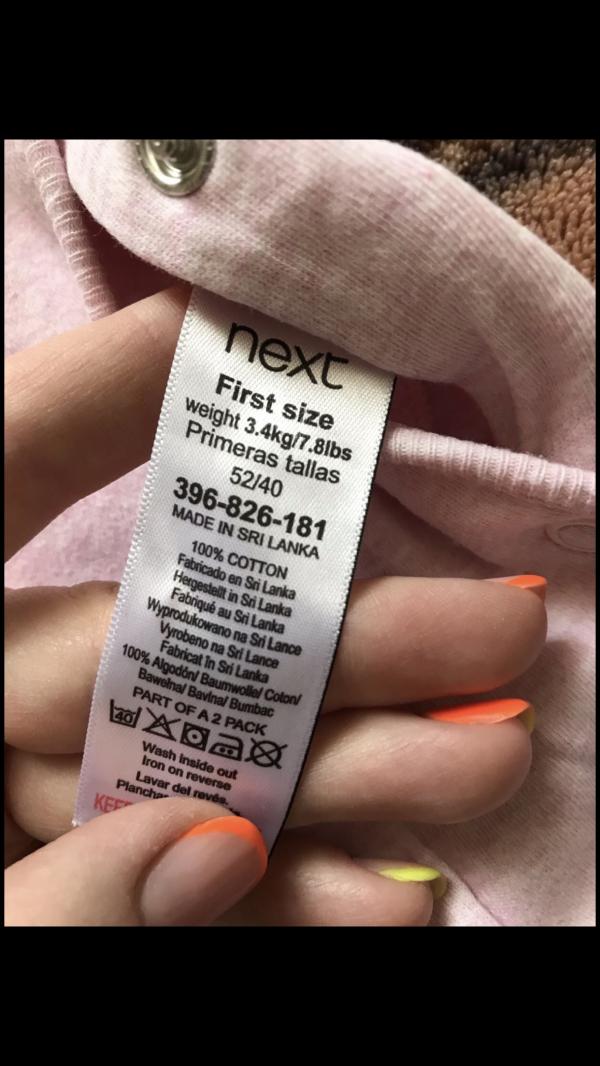 next
First size
weight 3.4kg/7.8lbs
Primeras tallas
52/40
396-826-181
MADE IN SRI LANKA
100% COTTON
Fabricado en Sri Lanka
Hergestellt in Sri Lanka
Fabriqué au Sri Lanka
Wyprodukowano na Sri Lance
Vyrobeno na Sri Lance
Fabricat în Sri Lanka
100% Algodón/ Baumwolle/ Coton/
Bawełna/ Bavlna/ Bumbac
PART OF A 2 PACK
40
Wash inside out
Iron on reverse
Lavar del revés.